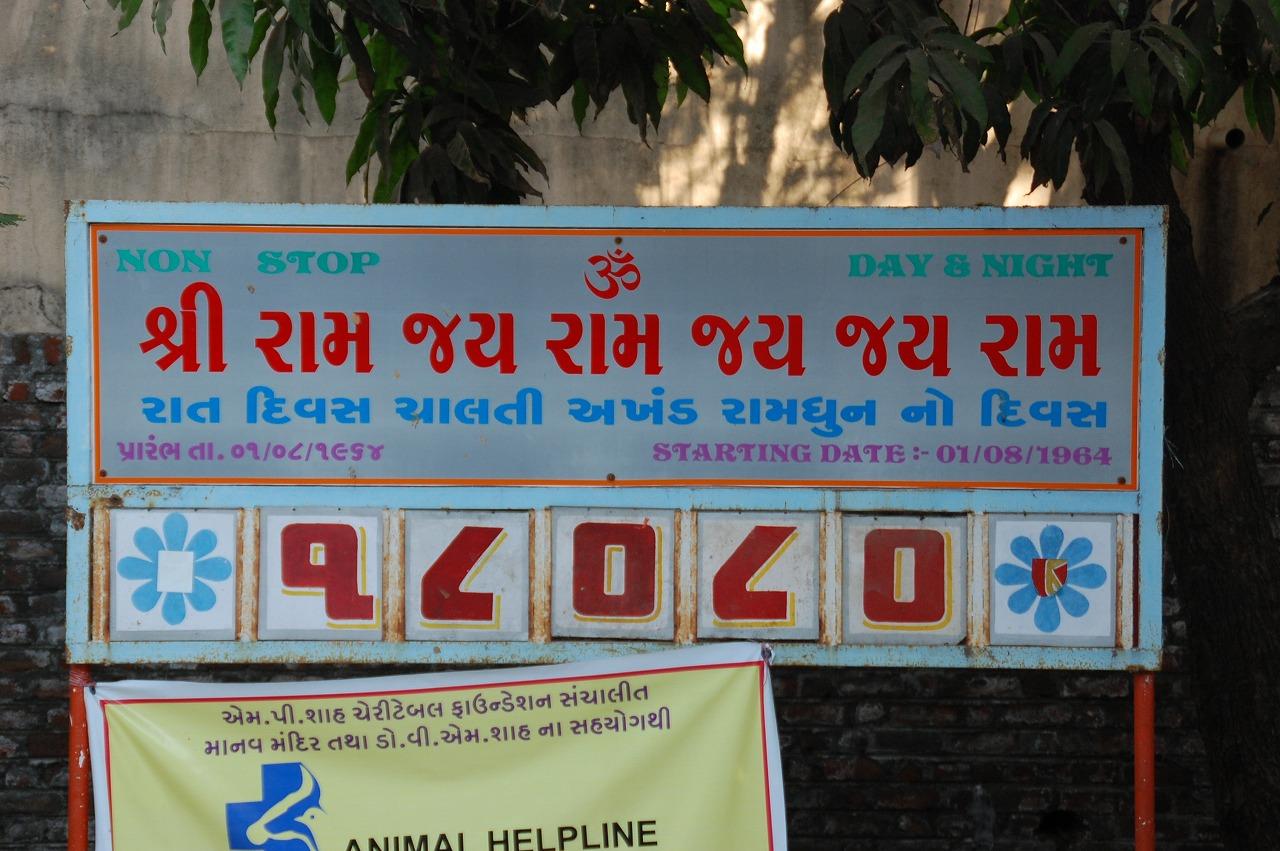 NON STOP ૐ DAY & NIGHT
શ્રી રામ જય રામ જય જય રામ
રાત દિવસ ચાલતી અખંડ રામધુન નો દિવસ
પ્રારંભ તા. ૦૧/૦૮/૧૯૬૪ STARTING DATE :- 01/08/1964
૧૮૦૮૦
એમ.પી.શાહ ચેરીટેબલ ફાઉન્ડેશન સંચાલીત
માનવ મંદિર તથા ડો.વી.એમ.શાહ ના સહયોગથી
ANIMAL HELPLINE